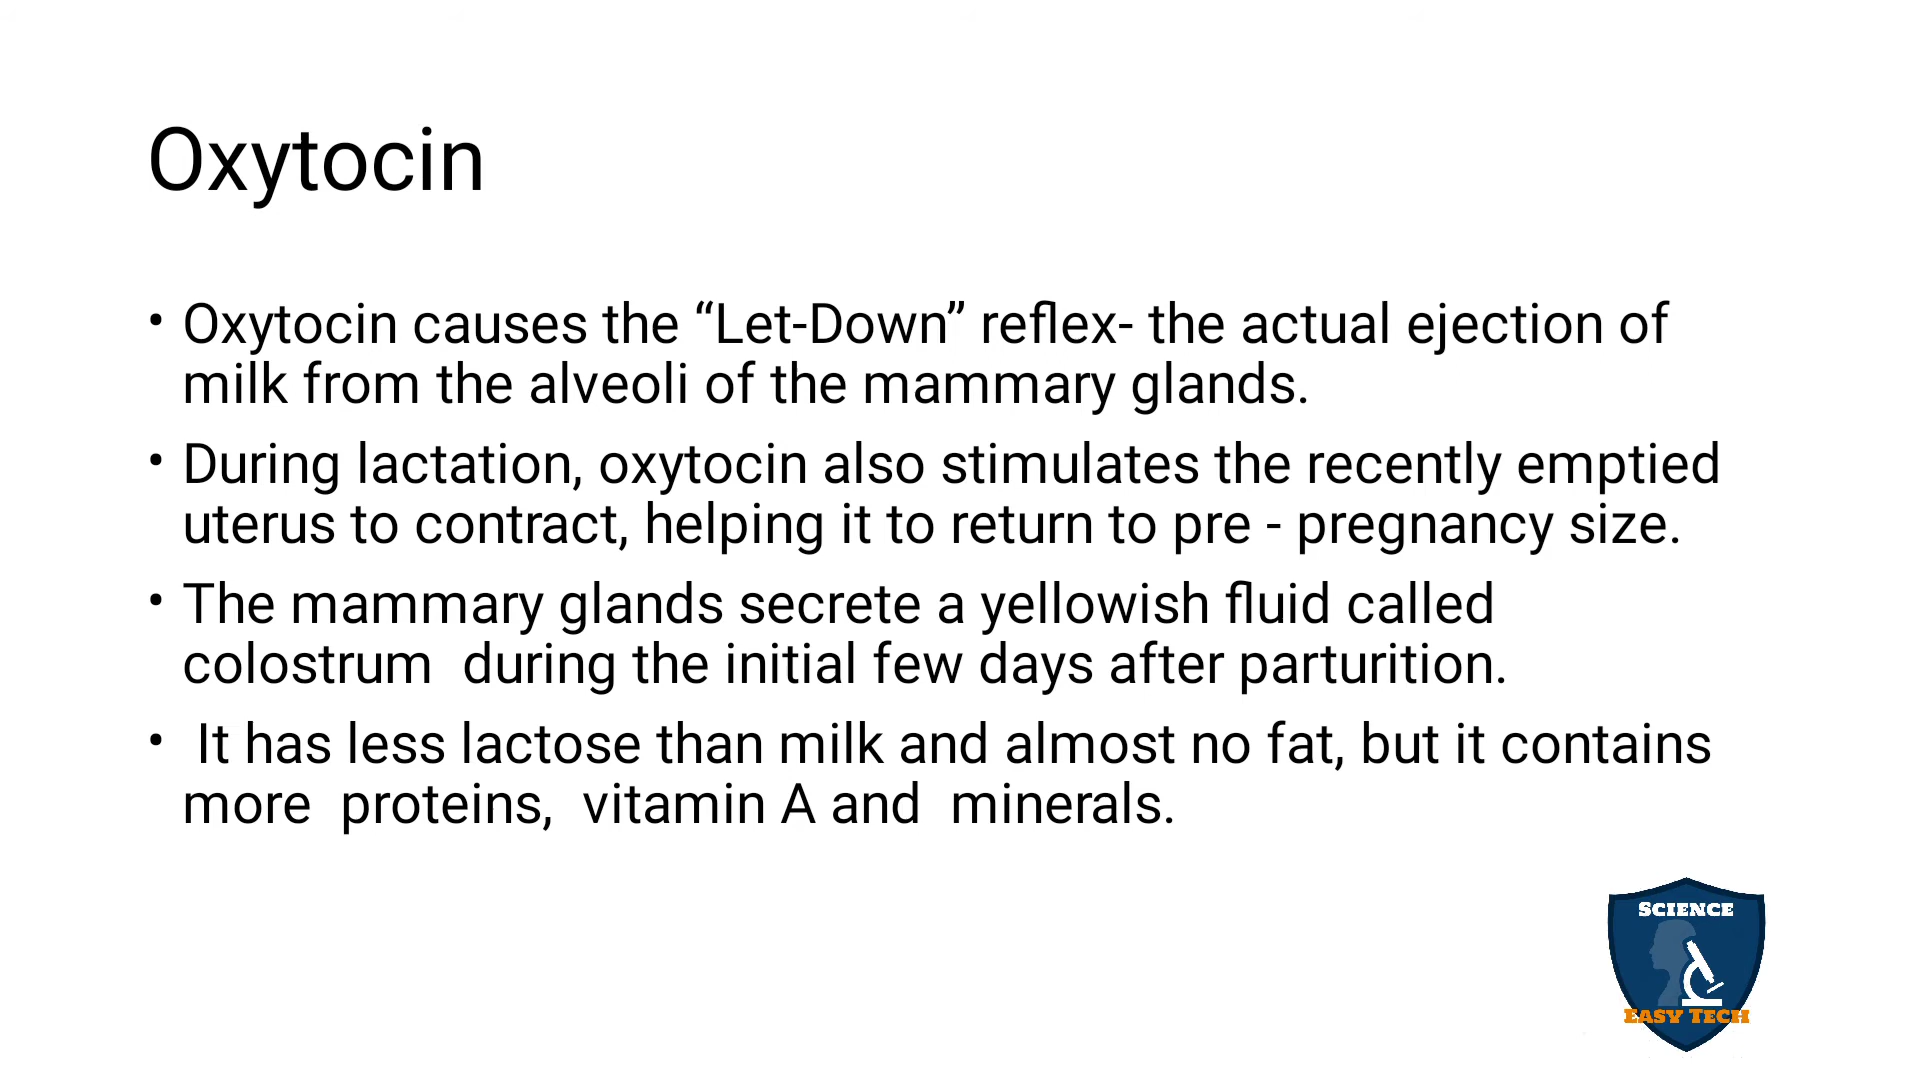 Oxytocin
• Oxytocin causes the “Let-Down” reflex- the actual ejection of
milk from the alveoli of the mammary glands.
• During lactation, oxytocin also stimulates the recently emptied
uterus to contract, helping it to return to pre - pregnancy size.
• The mammary glands secrete a yellowish fluid called
colostrum  during the initial few days after parturition.
•  It has less lactose than milk and almost no fat, but it contains
more  proteins,  vitamin A and  minerals.
SCIENCE
EASY TECH